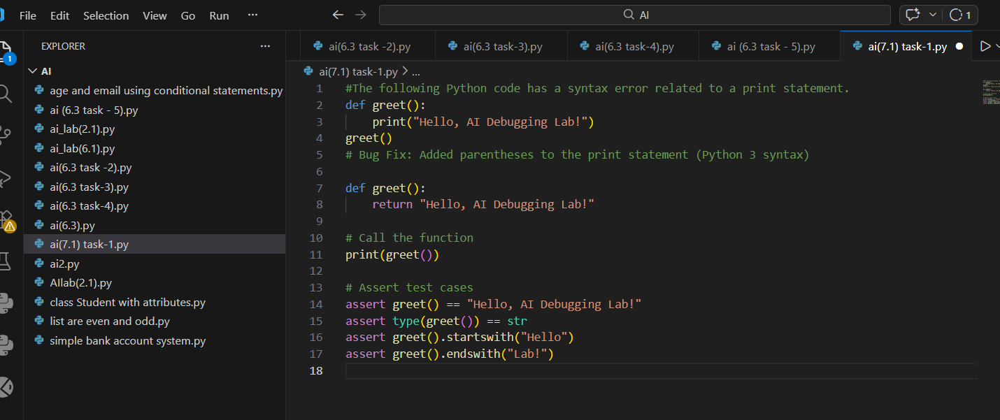 File Edit Selection View Go Run ···
AI
1
1
EXPLORER ···
ai(6.3 task -2).py ai(6.3 task-3).py ai(6.3 task-4).py ai (6.3 task - 5).py ai(7.1) task-1.py
AI
age and email using conditional statements.py
ai (6.3 task - 5).py
ai_lab(2.1).py
ai_lab(6.1).py
ai(6.3 task -2).py
ai(6.3 task-3).py
ai(6.3 task-4).py
ai(6.3).py
ai(7.1) task-1.py
ai2.py
AIlab(2.1).py
class Student with attributes.py
list are even and odd.py
simple bank account system.py
ai(7.1) task-1.py > ...
1 #The following Python code has a syntax error related to a print statement.
2 def greet():
3     print("Hello, AI Debugging Lab!")
4 greet()
5 # Bug Fix: Added parentheses to the print statement (Python 3 syntax)
6
7 def greet():
8     return "Hello, AI Debugging Lab!"
9
10 # Call the function
11 print(greet())
12
13 # Assert test cases
14 assert greet() == "Hello, AI Debugging Lab!"
15 assert type(greet()) == str
16 assert greet().startswith("Hello")
17 assert greet().endswith("Lab!")
18